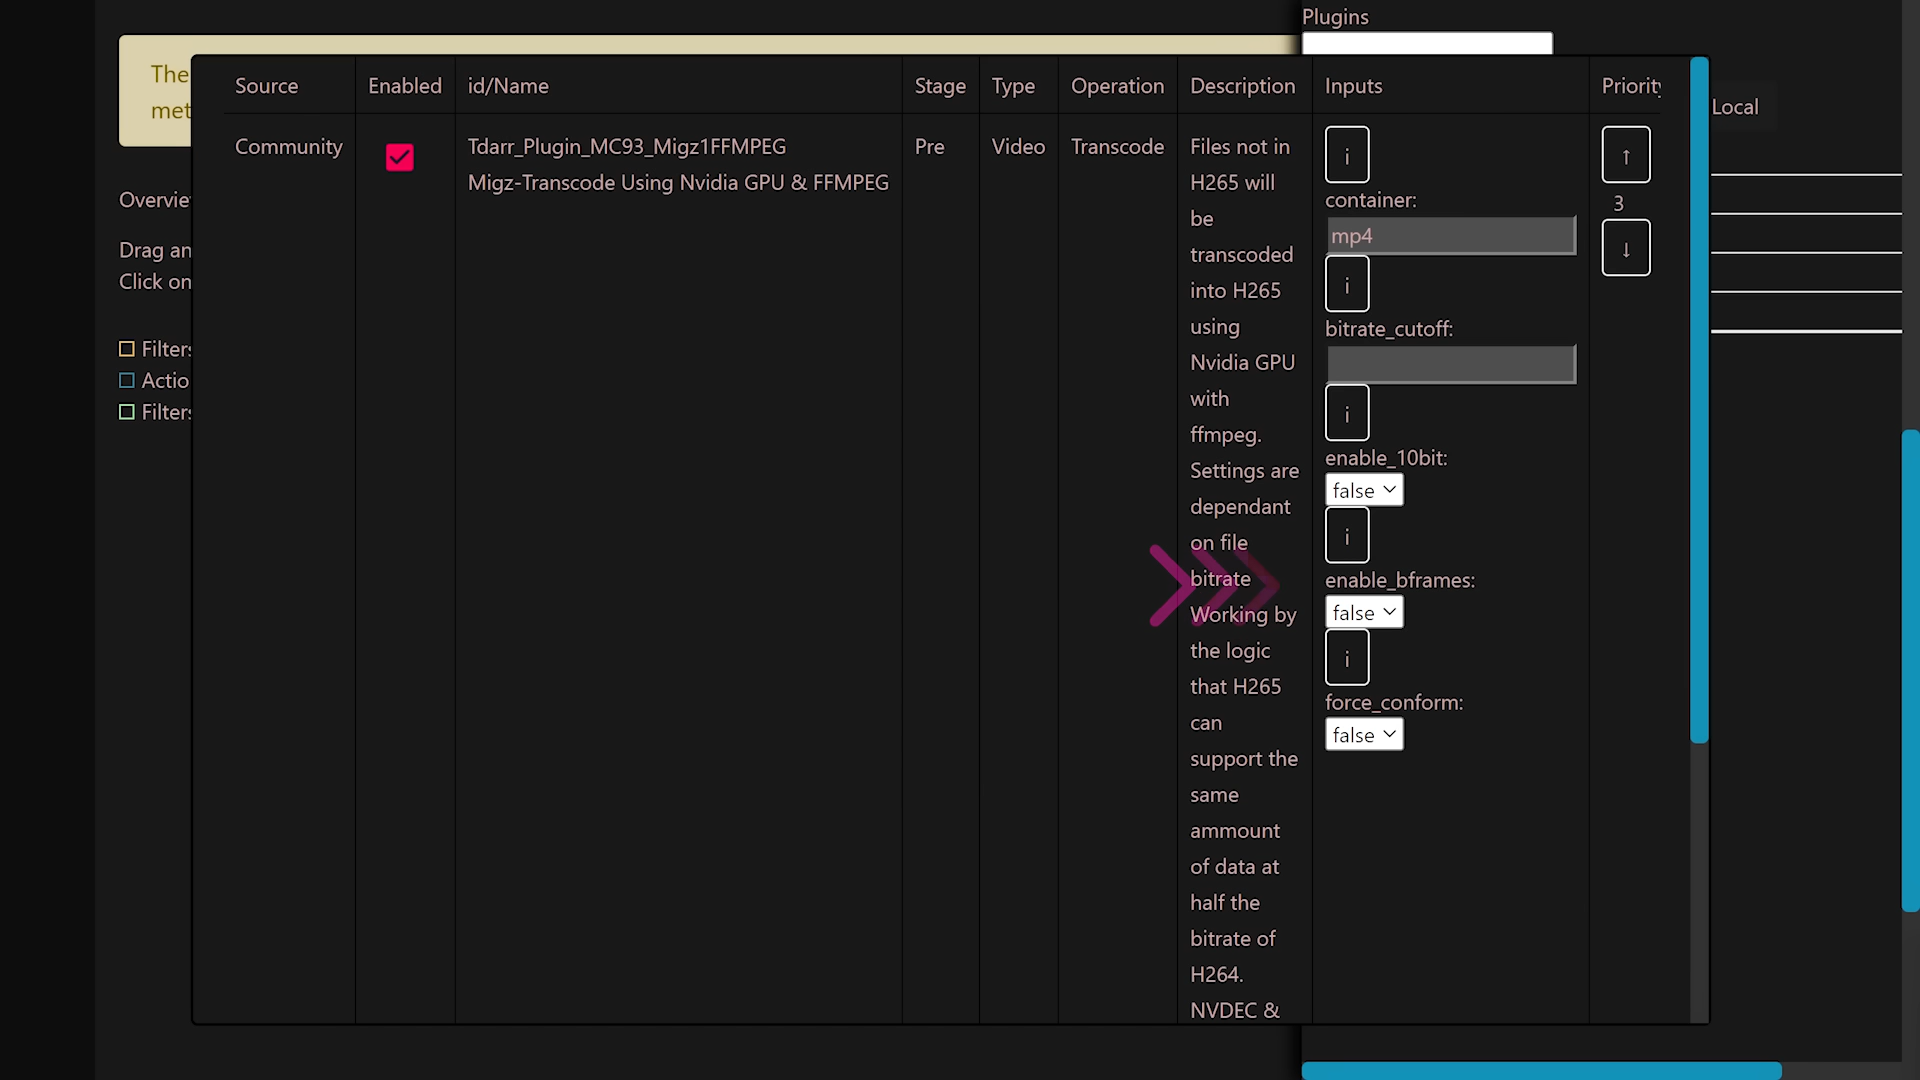 Plugins
The
met
Local
Overvie
Drag an
Click on
Filters
Actio
Filters
Source Enabled id/Name Stage Type Operation Description Inputs Priority
Community
Tdarr_Plugin_MC93_Migz1FFMPEG
Migz-Transcode Using Nvidia GPU & FFMPEG
Pre
Video
Transcode
Files not in
H265 will
be
transcoded
into H265
using
Nvidia GPU
with
ffmpeg.
Settings are
dependant
on file
bitrate
Working by
the logic
that H265
can
support the
same
ammount
of data at
half the
bitrate of
H264.
NVDEC &
i
container:
mp4
i
bitrate_cutoff:
i
enable_10bit:
false
i
enable_bframes:
false
i
force_conform:
false
↑
3
↓